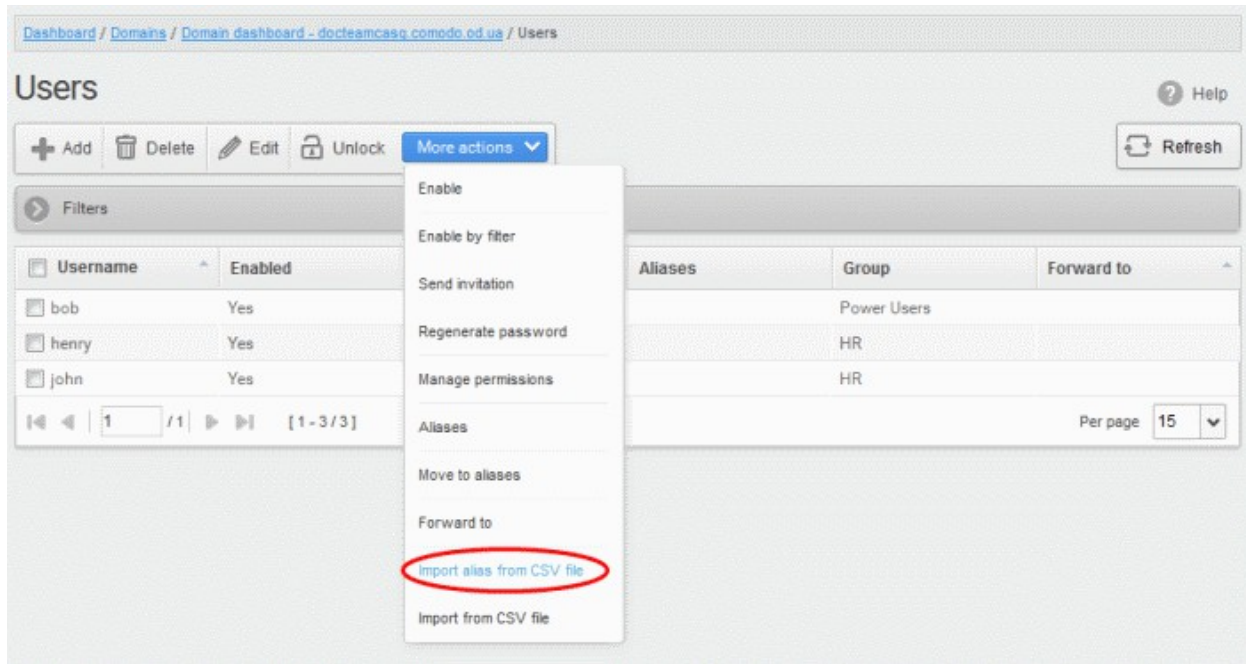 Dashboard / Domains / Domain dashboard - docteamcasg.comodo.od.ua / Users
Users
Help
Add Delete Edit Unlock More actions Refresh
Filters
Username Enabled Aliases Group Forward to
bob Yes Power Users
henry Yes HR
john Yes HR
1 / 1 [ 1 - 3 / 3 ] Per page 15
Enable
Enable by filter
Send invitation
Regenerate password
Manage permissions
Aliases
Move to aliases
Forward to
Import alias from CSV file
Import from CSV file